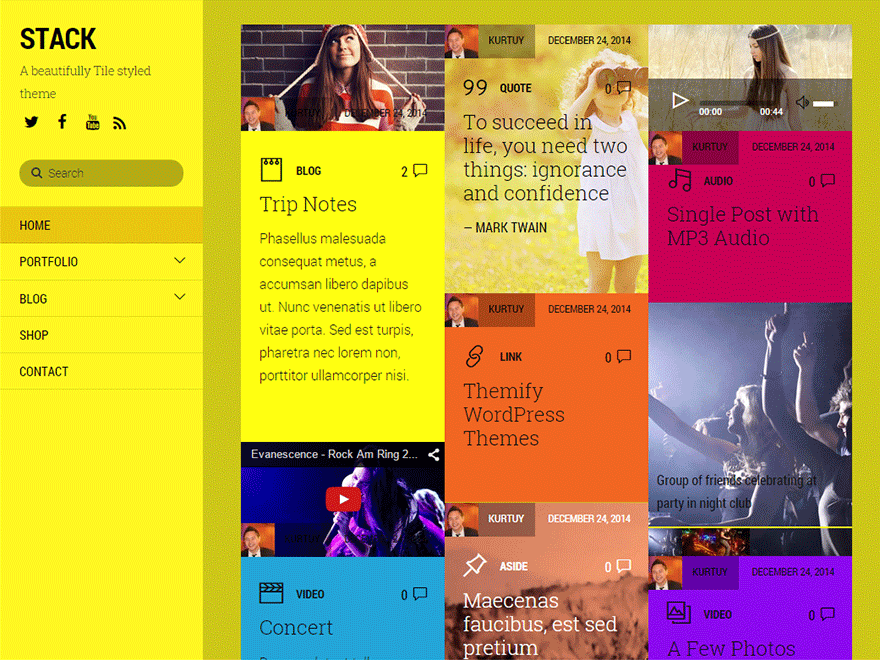 STACK
A beautifully Tile styled
theme
Search
HOME
PORTFOLIO
BLOG
SHOP
CONTACT
KURTUY DECEMBER 24, 2014
BLOG 2
Trip Notes
Phasellus malesuada
consequat metus, a
accumsan libero dapibus
ut. Nunc venenatis ut libero
vitae porta. Sed est turpis,
pharetra nec lorem non,
porttitor ullamcorper nisi.
Evanescence - Rock Am Ring 2...
KURTUY
VIDEO 0
Concert
KURTUY DECEMBER 24, 2014
QUOTE 0
To succeed in
life, you need two
things: ignorance
and confidence
– MARK TWAIN
KURTUY DECEMBER 24, 2014
LINK 0
Themify
WordPress
Themes
KURTUY DECEMBER 24, 2014
ASIDE 0
Maecenas
faucibus, est sed
pretium
00:00 00:44
KURTUY DECEMBER 24, 2014
AUDIO 0
Single Post with
MP3 Audio
Group of friends celebrating at
party in night club
KURTUY DECEMBER 24, 2014
VIDEO 0
A Few Photos